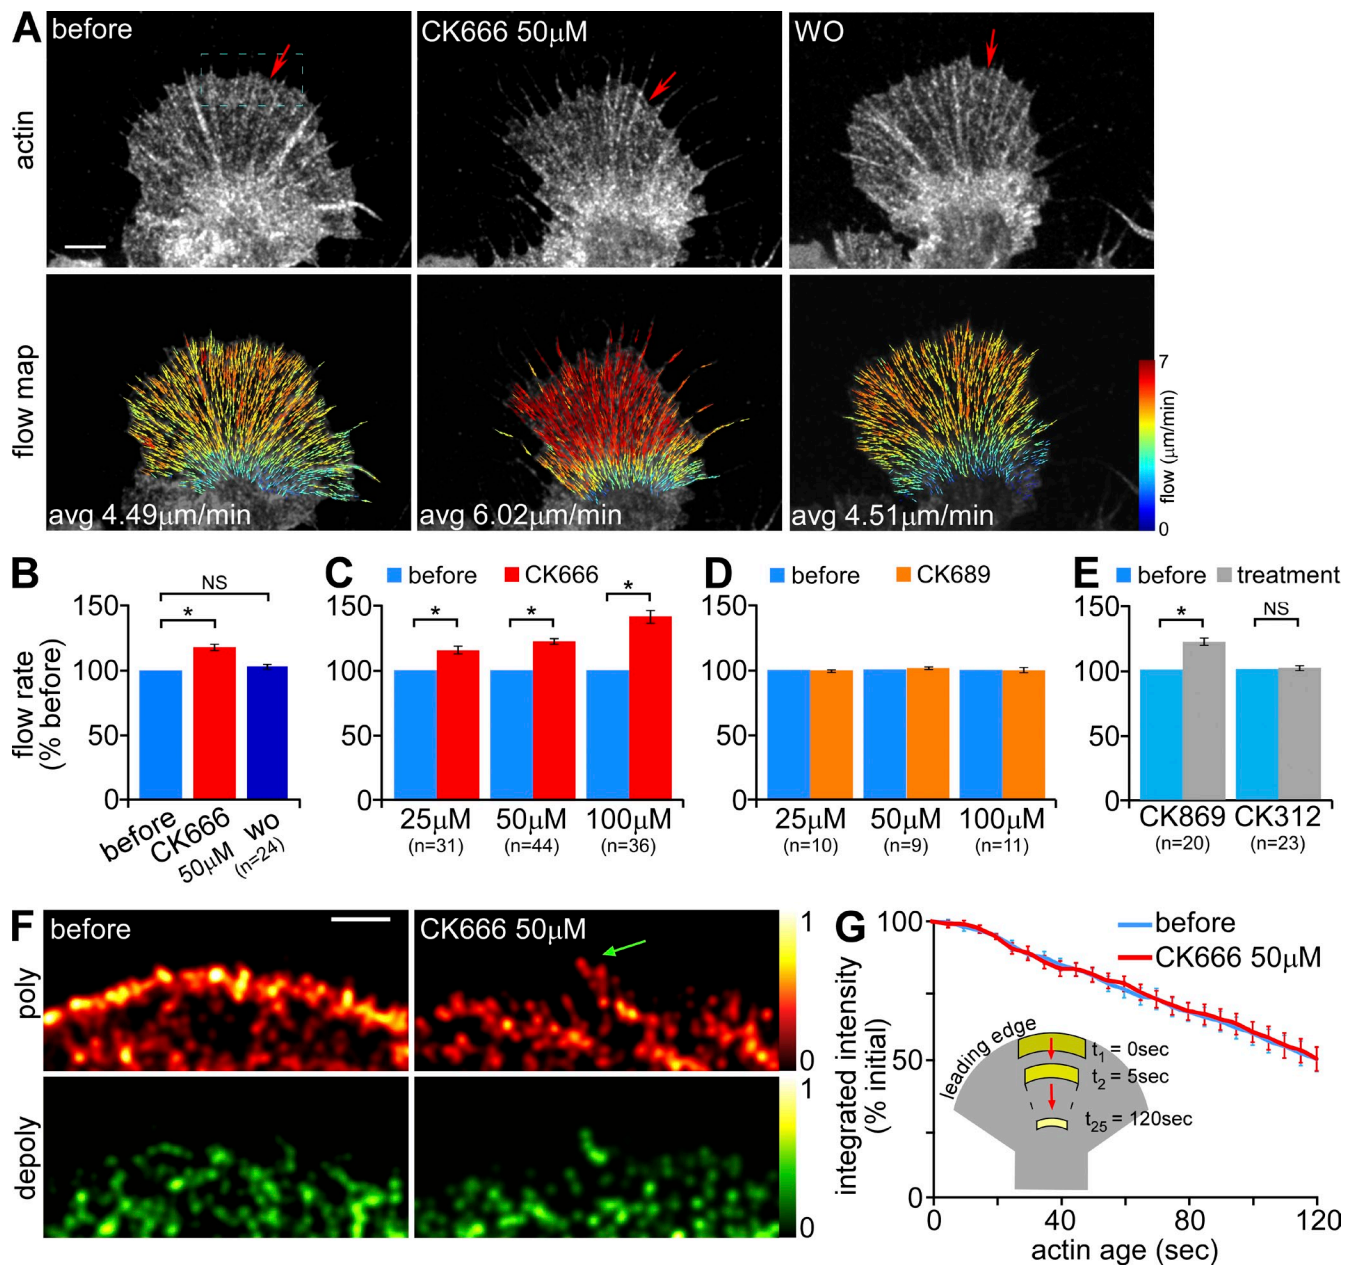 A
before
CK666 50μM
WO
actin
flow map
avg 4.49μm/min
avg 6.02μm/min
avg 4.51μm/min
7
flow (μm/min)
0
B
NS
*
150
100
50
0
flow rate
(% before)
before
CK666
50μM
wo
(n=24)
C
before
CK666
*
*
*
150
100
50
0
25μM
50μM
100μM
(n=31)
(n=44)
(n=36)
D
before
CK689
150
100
50
0
25μM
50μM
100μM
(n=10)
(n=9)
(n=11)
E
before
treatment
*
NS
150
100
50
0
CK869
CK312
(n=20)
(n=23)
F
before
CK666 50μM
poly
1
0
depoly
1
0
G
before
CK666 50μM
100
50
0
integrated intensity
(% initial)
leading edge
t1 = 0sec
t2 = 5sec
t25 = 120sec
0
40
80
120
actin age (sec)